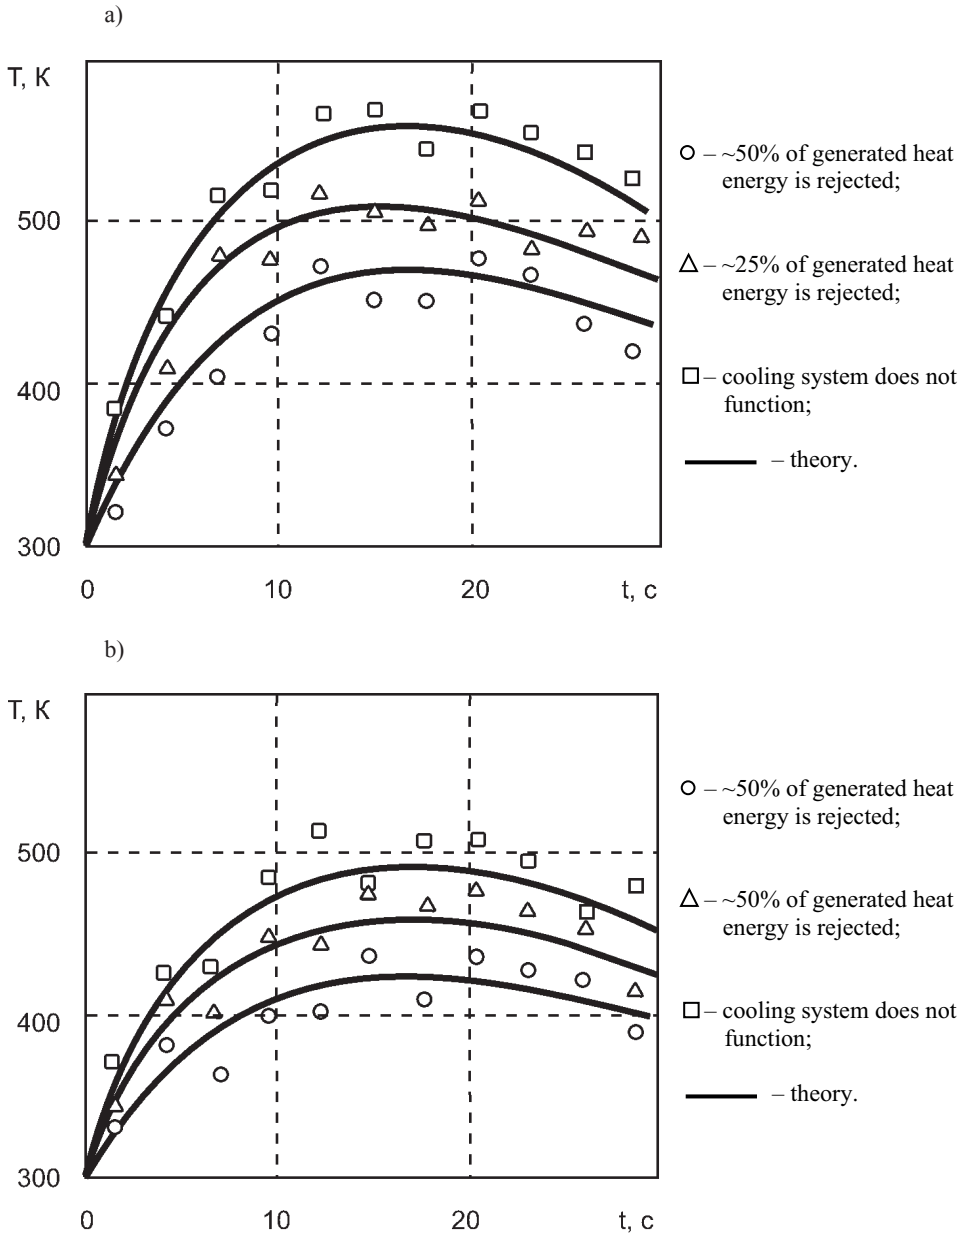 a)
T, K
500
400
300
0
10
20
t, c
– ~50% of generated heat
energy is rejected;
– ~25% of generated heat
energy is rejected;
– cooling system does not
function;
– theory.
b)
T, K
500
400
300
0
10
20
t, c
– ~50% of generated heat
energy is rejected;
– ~50% of generated heat
energy is rejected;
– cooling system does not
function;
– theory.